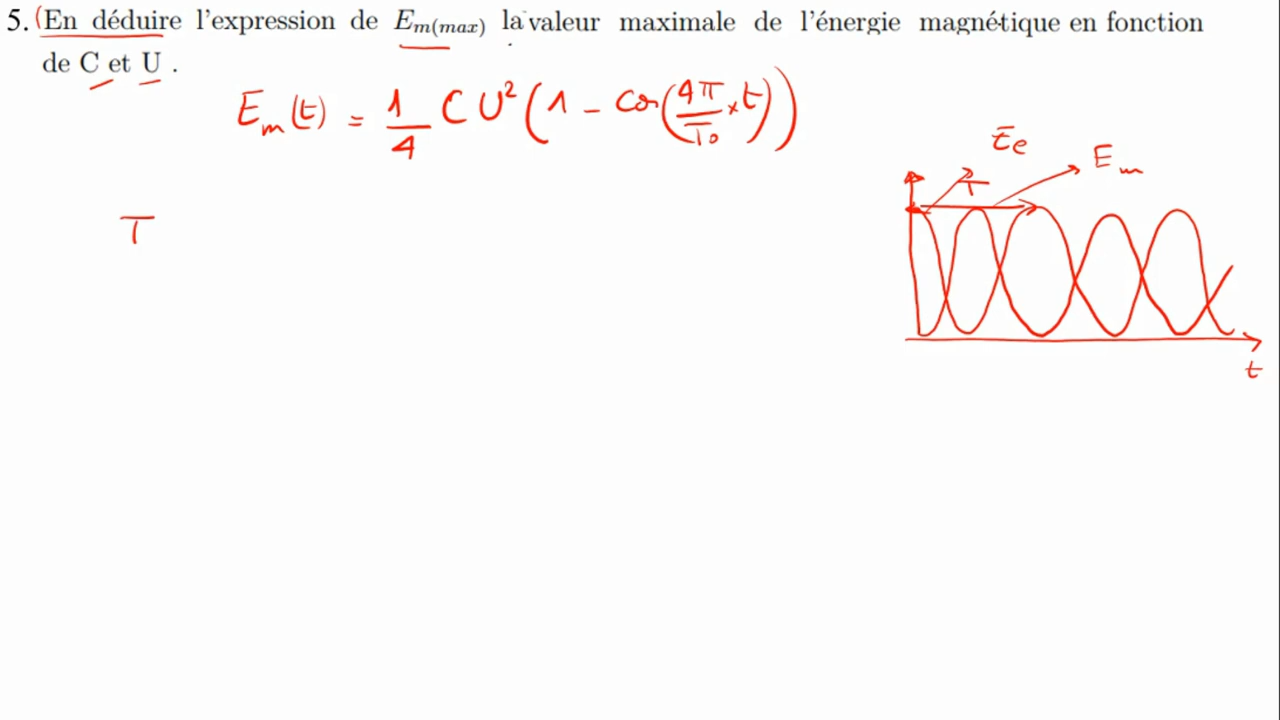 5. (En déduire l'expression de E_{m(max)} la valeur maximale de l'énergie magnétique en fonction
de C et U .
E_m(t) = 1/4 C U² (1 - cos(4π/T₀ × t))
Ee
E_m
T
T
t